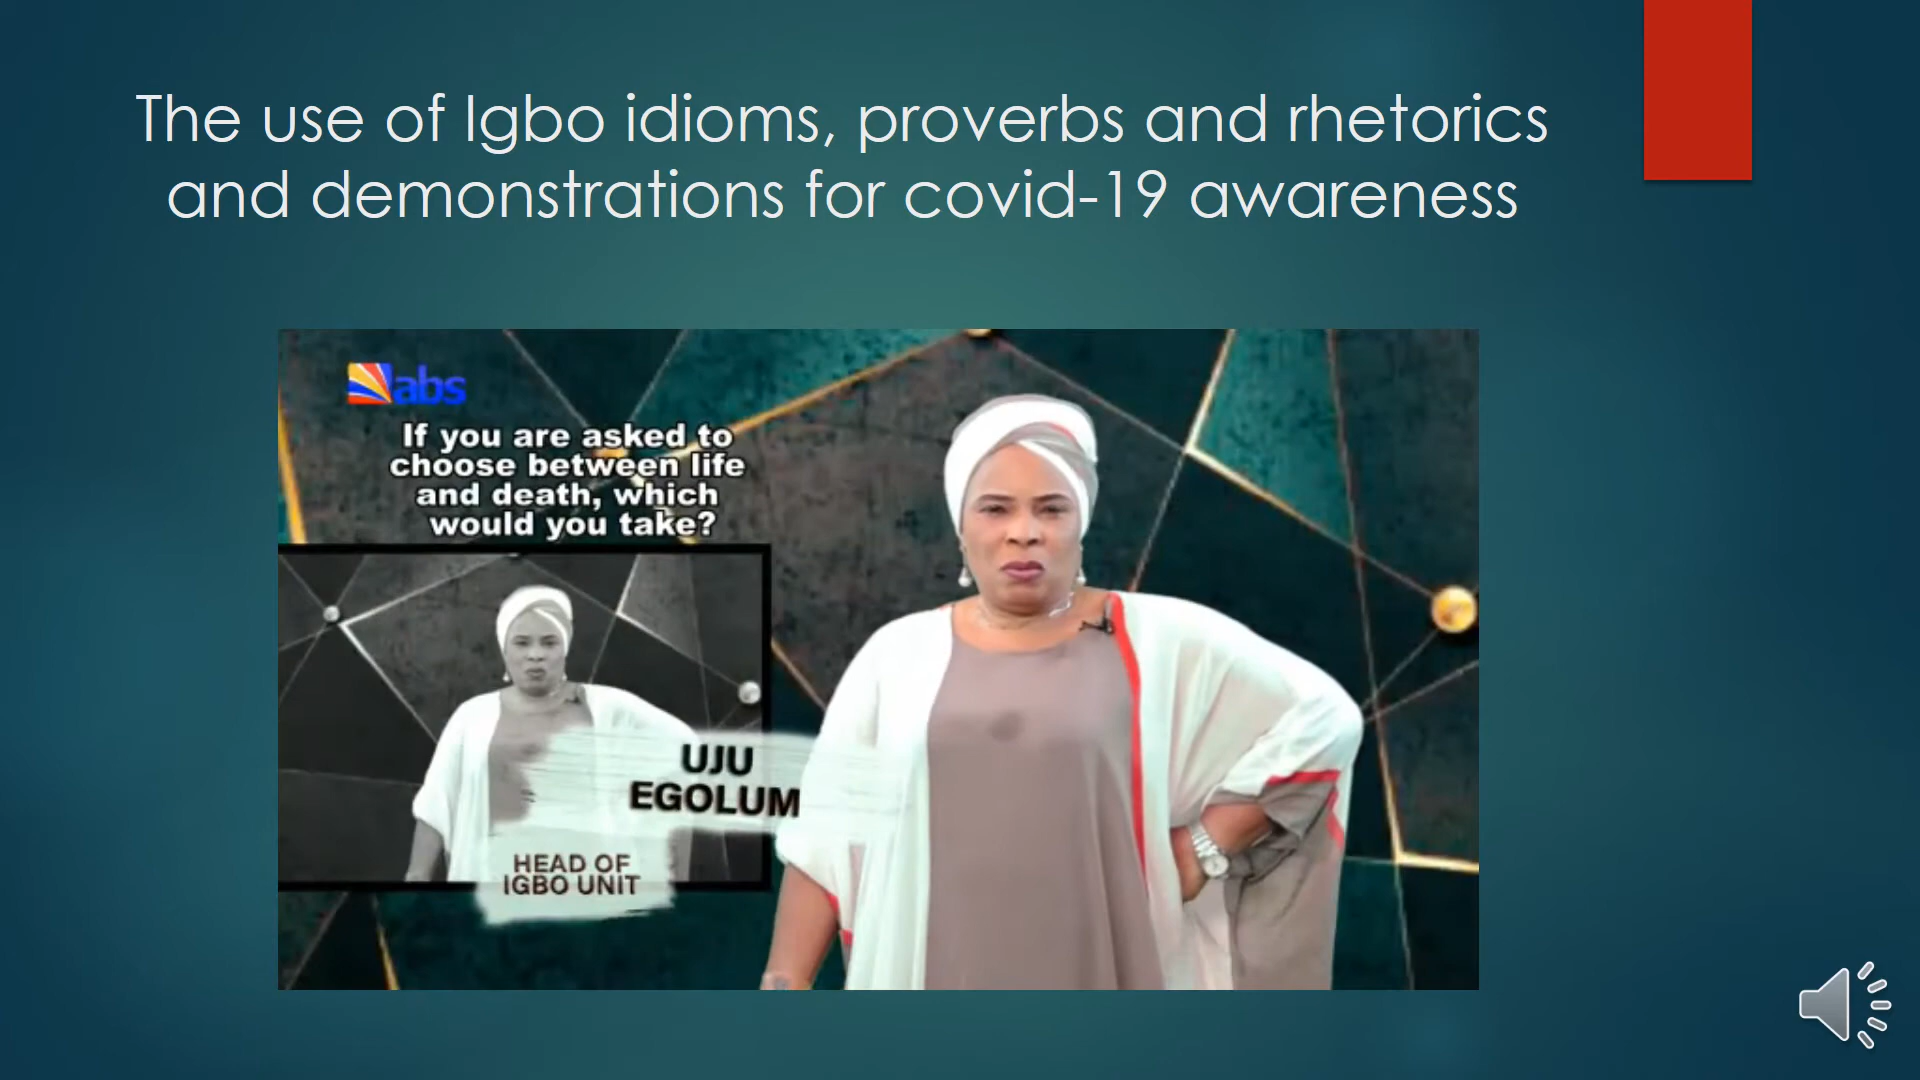 The use of Igbo idioms, proverbs and rhetorics
and demonstrations for covid-19 awareness
abs
If you are asked to
choose between life
and death, which
would you take?
UJU
EGOLUM
HEAD OF
IGBO UNIT